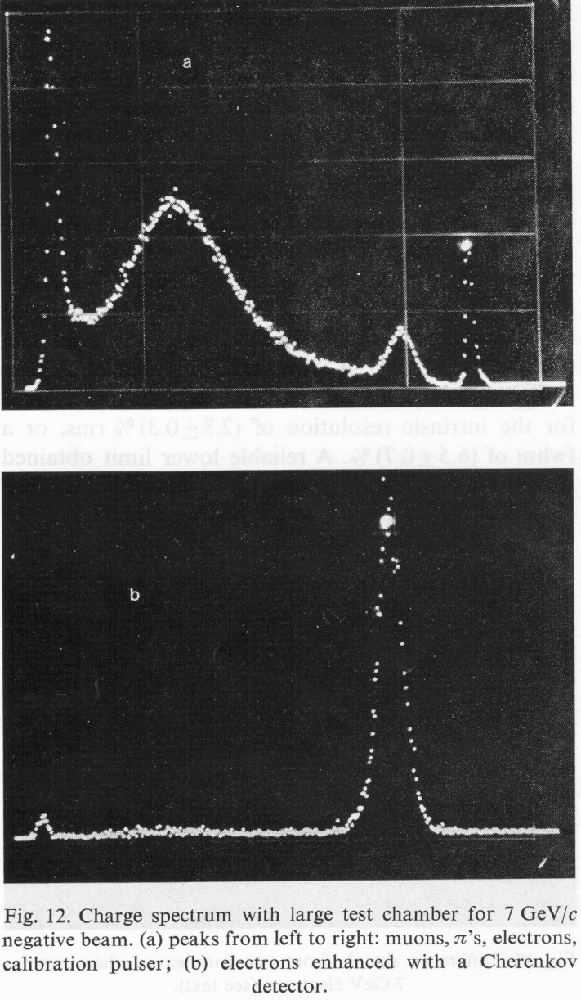 a
for the intrinsic resolution of (2.8±0.3)% rms, or a
fwhm of (6.5±0.7)%. A reliable lower limit obtained
b
Fig. 12. Charge spectrum with large test chamber for 7 GeV/c
negative beam. (a) peaks from left to right: muons, π's, electrons,
calibration pulser; (b) electrons enhanced with a Cherenkov
detector.